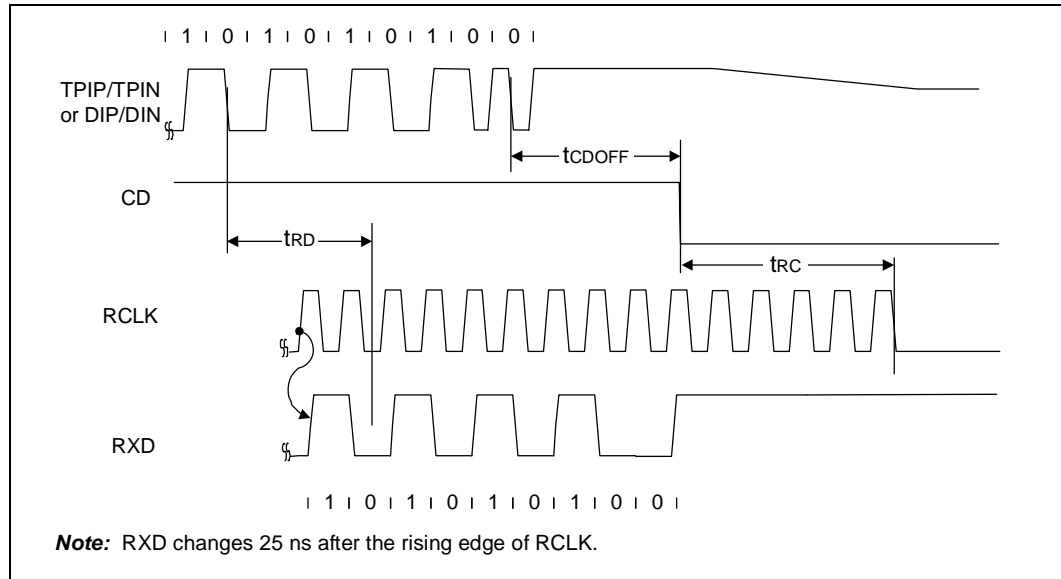 1 0 1 0 1 0 1 0 0
TPIP/TPIN
or DIP/DIN
tCDOFF
CD
tRD
tRC
RCLK
RXD
1 0 1 0 1 0 1 0 0
Note: RXD changes 25 ns after the rising edge of RCLK.